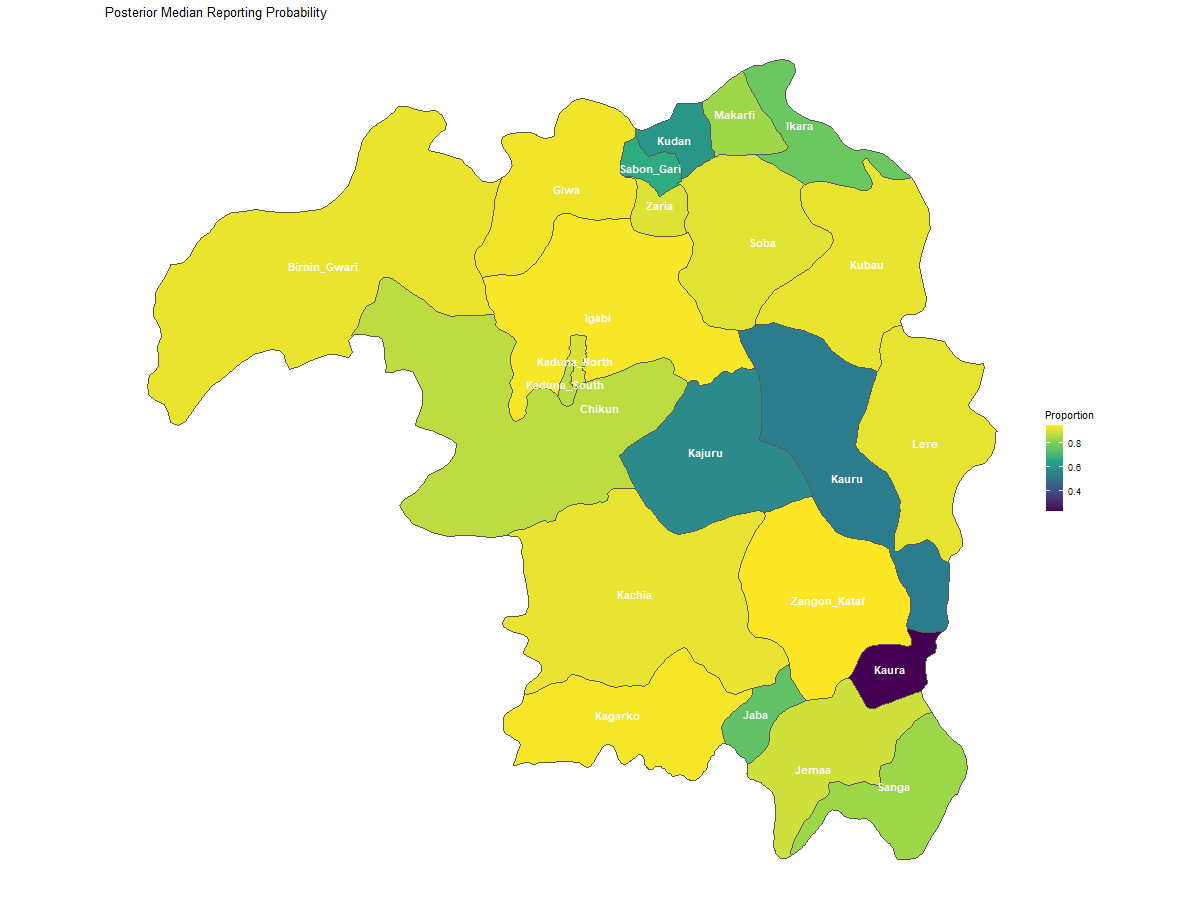 Posterior Median Reporting Probability
Makarfi
Ikara
Kudan
Sabon_Gari
Giwa
Zaria
Soba
Birnin_Gwari
Kubau
Igabi
Kaduna_North
Kaduna_South
Chikun
Lere
Kajuru
Kauru
Kachia
Zangon_Kataf
Kaura
Kagarko
Jaba
Jemaa
Sanga
Proportion
0.8
0.6
0.4